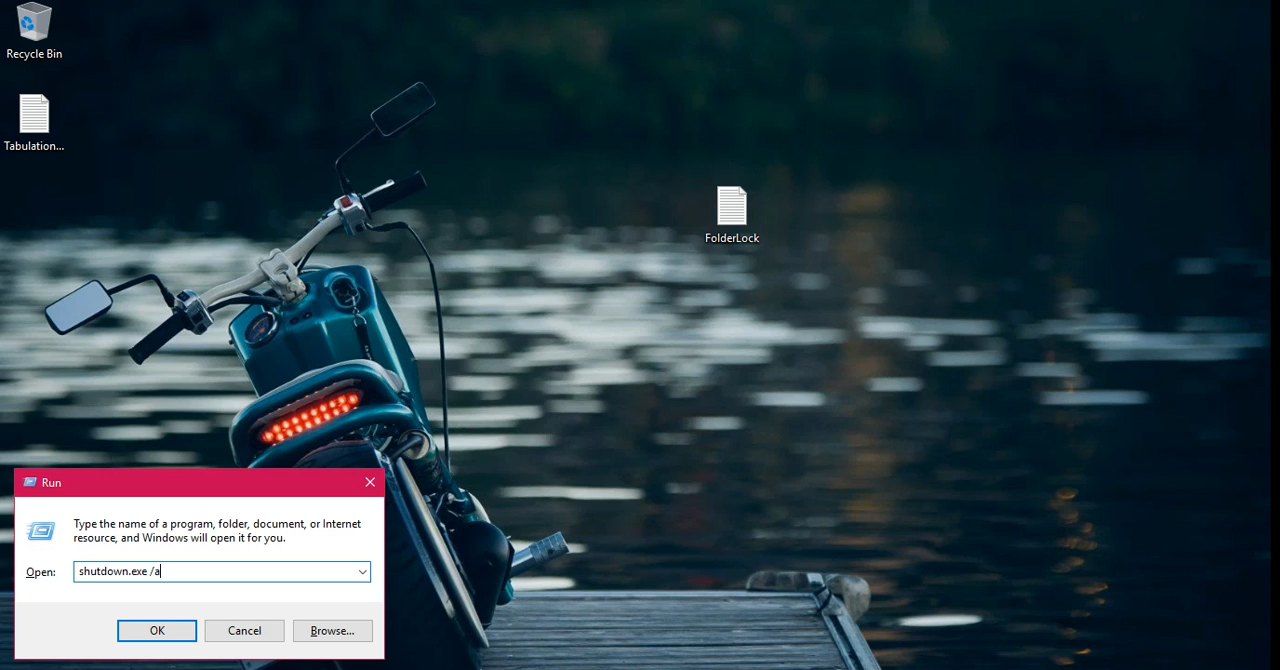 Recycle Bin
Tabulation...
FolderLock
Run
Type the name of a program, folder, document, or Internet
resource, and Windows will open it for you.
Open:
shutdown.exe /a
OK
Cancel
Browse...